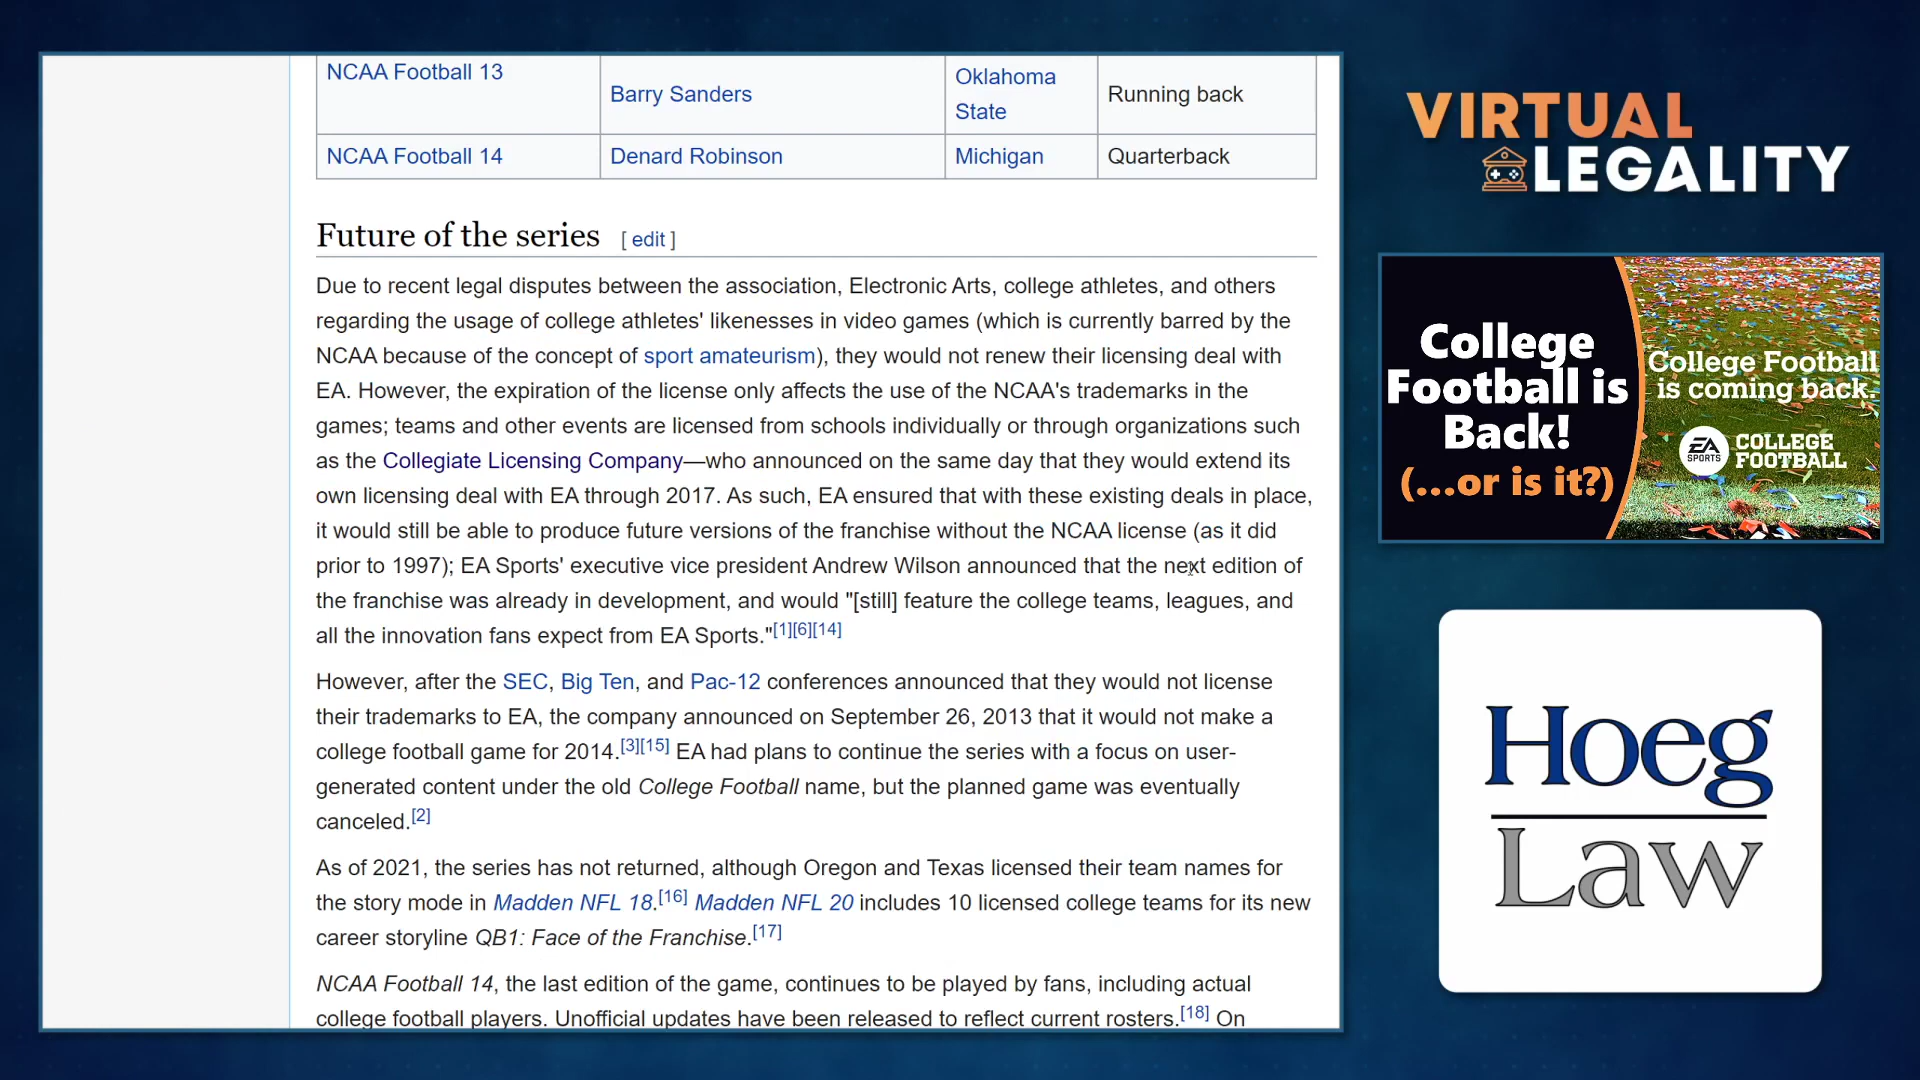 NCAA Football 13
Barry Sanders
Oklahoma
State
Running back
NCAA Football 14
Denard Robinson
Michigan
Quarterback
Future of the series [ edit ]
Due to recent legal disputes between the association, Electronic Arts, college athletes, and others
regarding the usage of college athletes' likenesses in video games (which is currently barred by the
NCAA because of the concept of sport amateurism), they would not renew their licensing deal with
EA. However, the expiration of the license only affects the use of the NCAA's trademarks in the
games; teams and other events are licensed from schools individually or through organizations such
as the Collegiate Licensing Company—who announced on the same day that they would extend its
own licensing deal with EA through 2017. As such, EA ensured that with these existing deals in place,
it would still be able to produce future versions of the franchise without the NCAA license (as it did
prior to 1997); EA Sports' executive vice president Andrew Wilson announced that the next edition of
the franchise was already in development, and would "[still] feature the college teams, leagues, and
all the innovation fans expect from EA Sports."[1][6][14]
However, after the SEC, Big Ten, and Pac-12 conferences announced that they would not license
their trademarks to EA, the company announced on September 26, 2013 that it would not make a
college football game for 2014.[3][15] EA had plans to continue the series with a focus on user-
generated content under the old College Football name, but the planned game was eventually
canceled.[2]
As of 2021, the series has not returned, although Oregon and Texas licensed their team names for
the story mode in Madden NFL 18.[16] Madden NFL 20 includes 10 licensed college teams for its new
career storyline QB1: Face of the Franchise.[17]
NCAA Football 14, the last edition of the game, continues to be played by fans, including actual
college football players. Unofficial updates have been released to reflect current rosters.[18] On
VIRTUAL
LEGALITY
College
Football is
Back!
(...or is it?)
College Football
is coming back.
EA
SPORTS
COLLEGE
FOOTBALL
Hoeg
Law